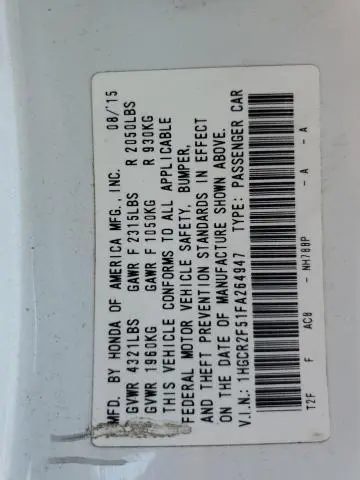 MFD. BY HONDA OF AMERICA MFG., INC. 08/15
GVWR 4321LBS GAWR F 2315LBS R 2050LBS
GVWR 1960KG GAWR F 1050KG R 930KG
THIS VEHICLE CONFORMS TO ALL APPLICABLE
FEDERAL MOTOR VEHICLE SAFETY, BUMPER,
AND THEFT PREVENTION STANDARDS IN EFFECT
ON THE DATE OF MANUFACTURE SHOWN ABOVE.
V.I.N.: 1HGCR2F51FA264947 TYPE: PASSENGER CAR
T2F F AC8 - NH788P - A - A